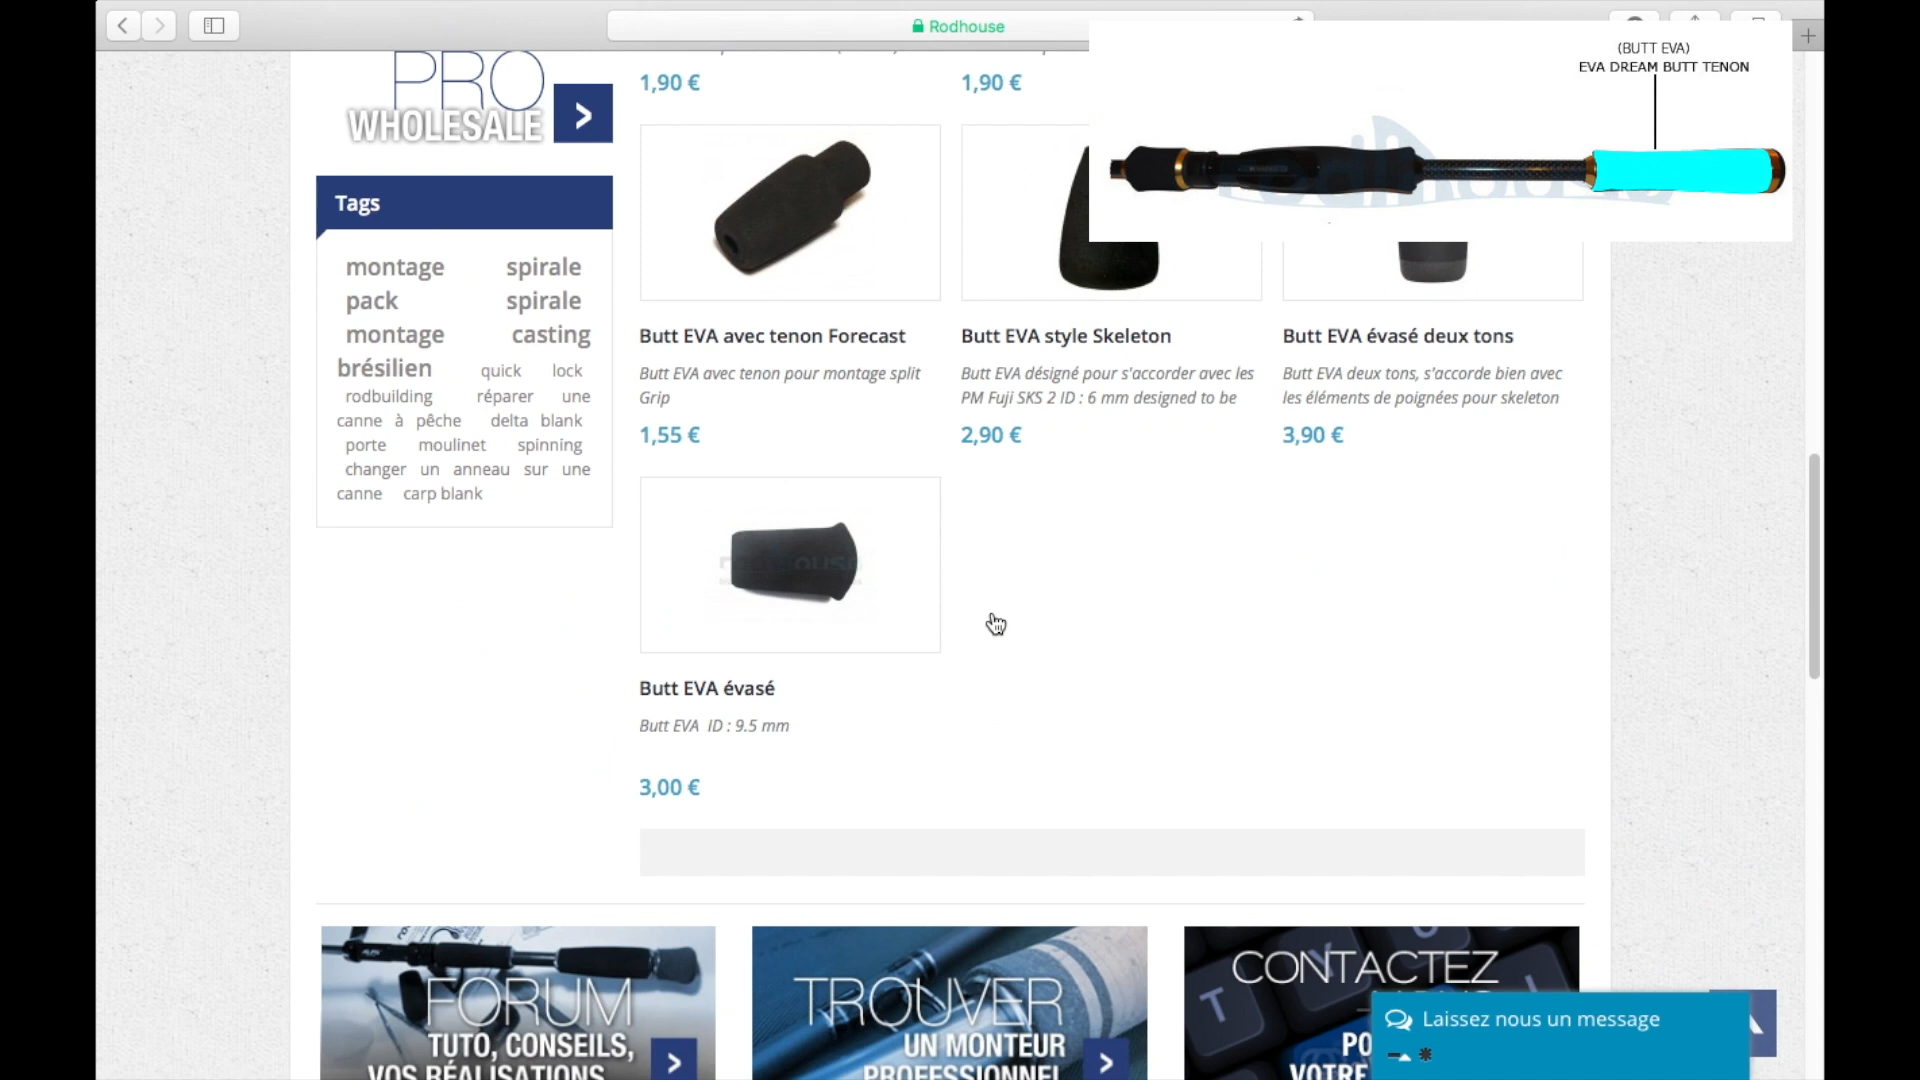 Rodhouse
(BUTT EVA)
EVA DREAM BUTT TENON
PRO
WHOLESALE
1,90 €
1,90 €
Tags
montage spirale
pack spirale
montage casting
brésilien quick lock
rodbuilding réparer une
canne à pêche delta blank
porte moulinet spinning
changer un anneau sur une
canne carp blank
Butt EVA avec tenon Forecast
Butt EVA avec tenon pour montage split
Grip
1,55 €
Butt EVA style Skeleton
Butt EVA désigné pour s'accorder avec les
PM Fuji SKS 2 ID : 6 mm designed to be
2,90 €
Butt EVA évasé deux tons
Butt EVA deux tons, s'accorde bien avec
les éléments de poignées pour skeleton
3,90 €
Butt EVA évasé
Butt EVA ID : 9.5 mm
3,00 €
FORUM
TUTO, CONSEILS,
VOS RÉALISATIONS
TROUVER
UN MONTEUR
PROFESSIONNEL
CONTACTEZ
PO
VOTRE
Laissez nous un message